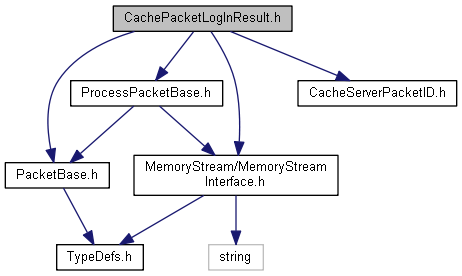 CachePacketLogInResult.h
ProcessPacketBase.h
CacheServerPacketID.h
PacketBase.h
MemoryStream/MemoryStream
Interface.h
TypeDefs.h
string